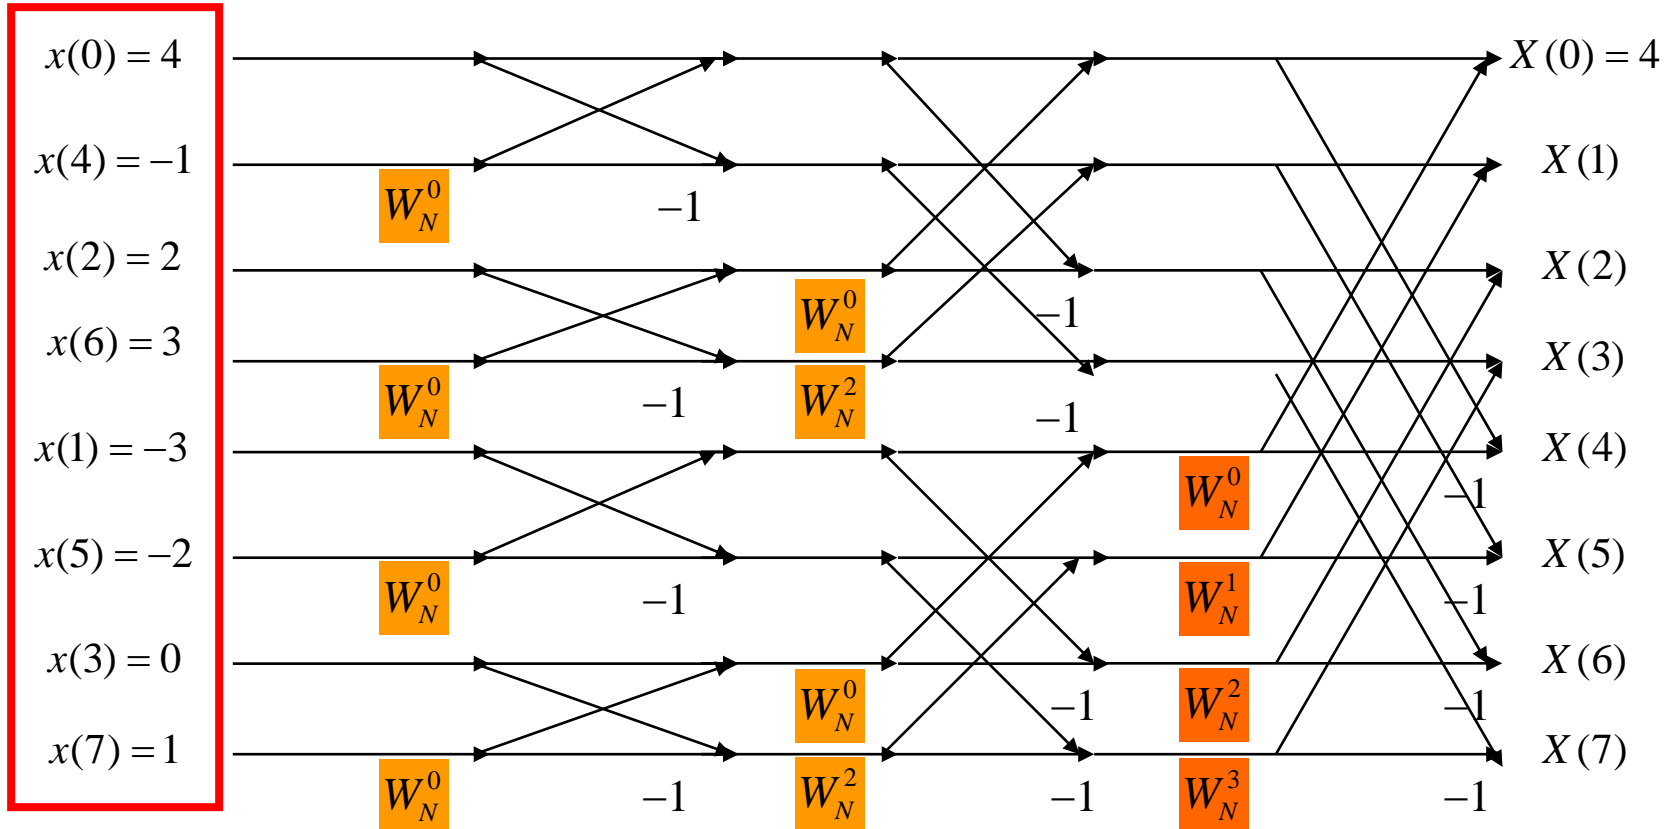 x(0) = 4 X(0) = 4
x(4) = −1 X(1)
W_N^0 −1
x(2) = 2 X(2)
W_N^0 −1
x(6) = 3 X(3)
W_N^0 −1 W_N^2 −1
x(1) = −3 X(4)
W_N^0 −1
x(5) = −2 X(5)
W_N^0 −1 W_N^1 −1
x(3) = 0 X(6)
W_N^0 −1 W_N^2 −1
x(7) = 1 X(7)
W_N^0 −1 W_N^2 −1 W_N^3 −1